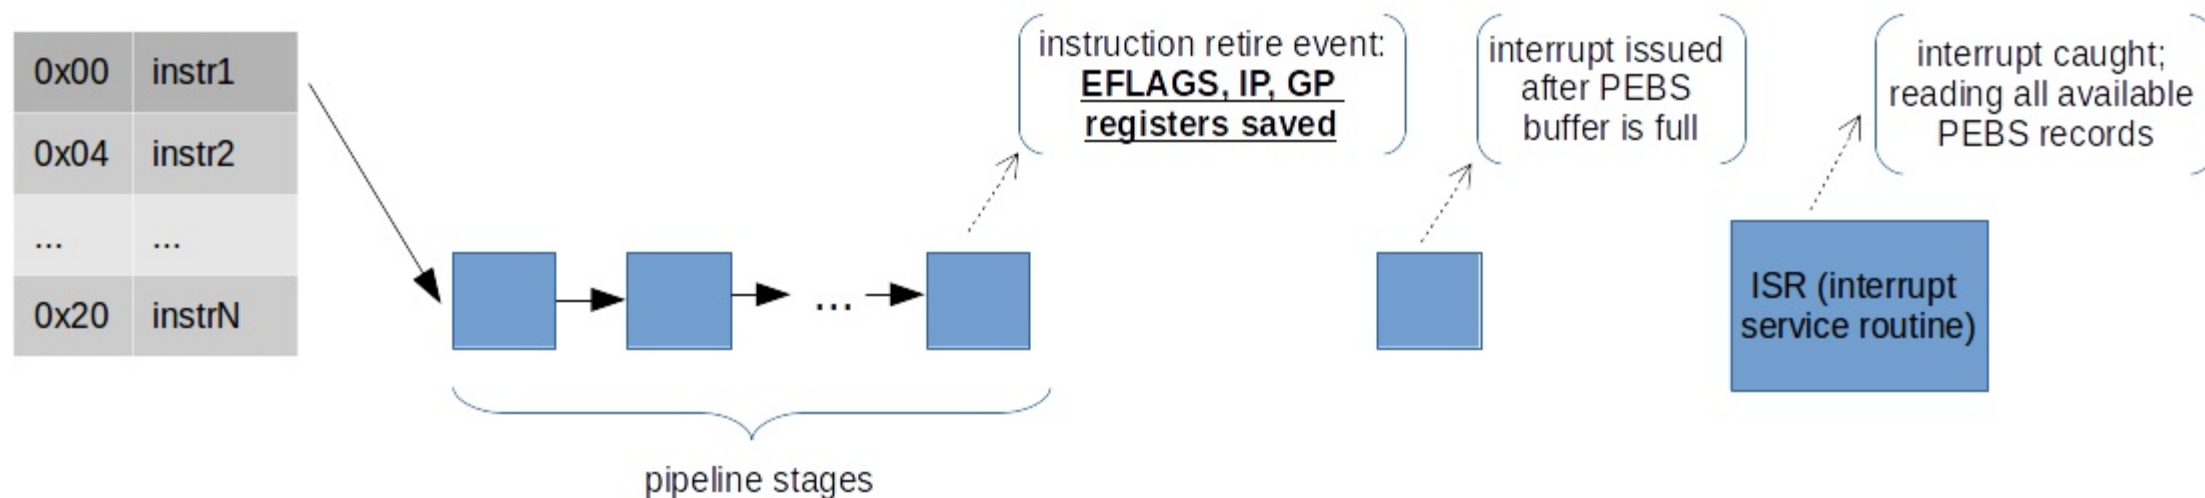 0x00 instr1
0x04 instr2
... ...
0x20 instrN
instruction retire event:
EFLAGS, IP, GP
registers saved
interrupt issued
after PEBS
buffer is full
interrupt caught;
reading all available
PEBS records
...
ISR (interrupt
service routine)
pipeline stages